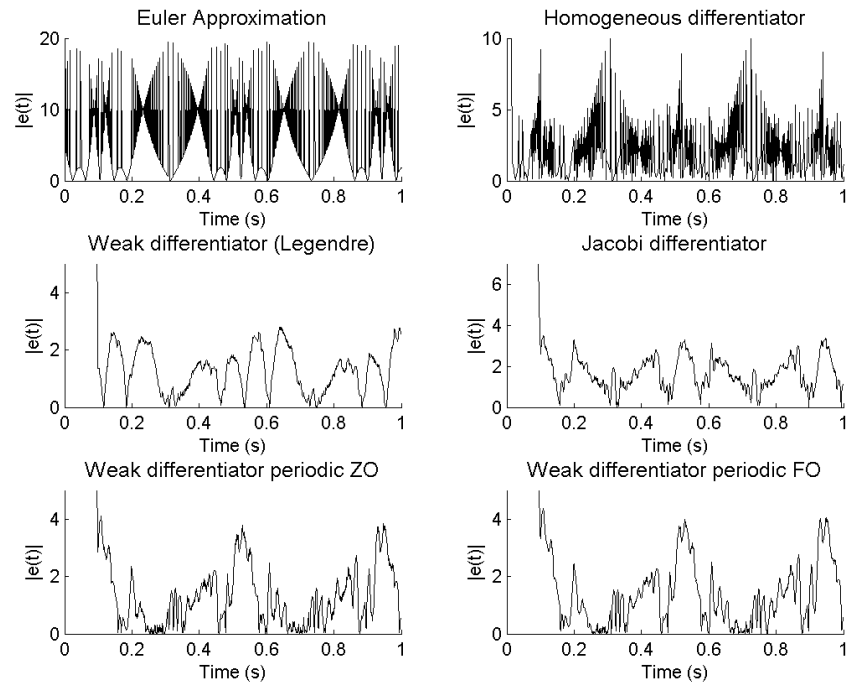 Euler Approximation
|e(t)|
20
10
0
0 0.2 0.4 0.6 0.8 1
Time (s)
Homogeneous differentiator
|e(t)|
10
5
0
0 0.2 0.4 0.6 0.8 1
Time (s)
Weak differentiator (Legendre)
|e(t)|
4
2
0
0 0.2 0.4 0.6 0.8 1
Time (s)
Jacobi differentiator
|e(t)|
6
4
2
0
0 0.2 0.4 0.6 0.8 1
Time (s)
Weak differentiator periodic ZO
|e(t)|
4
2
0
0 0.2 0.4 0.6 0.8 1
Time (s)
Weak differentiator periodic FO
|e(t)|
4
2
0
0 0.2 0.4 0.6 0.8 1
Time (s)